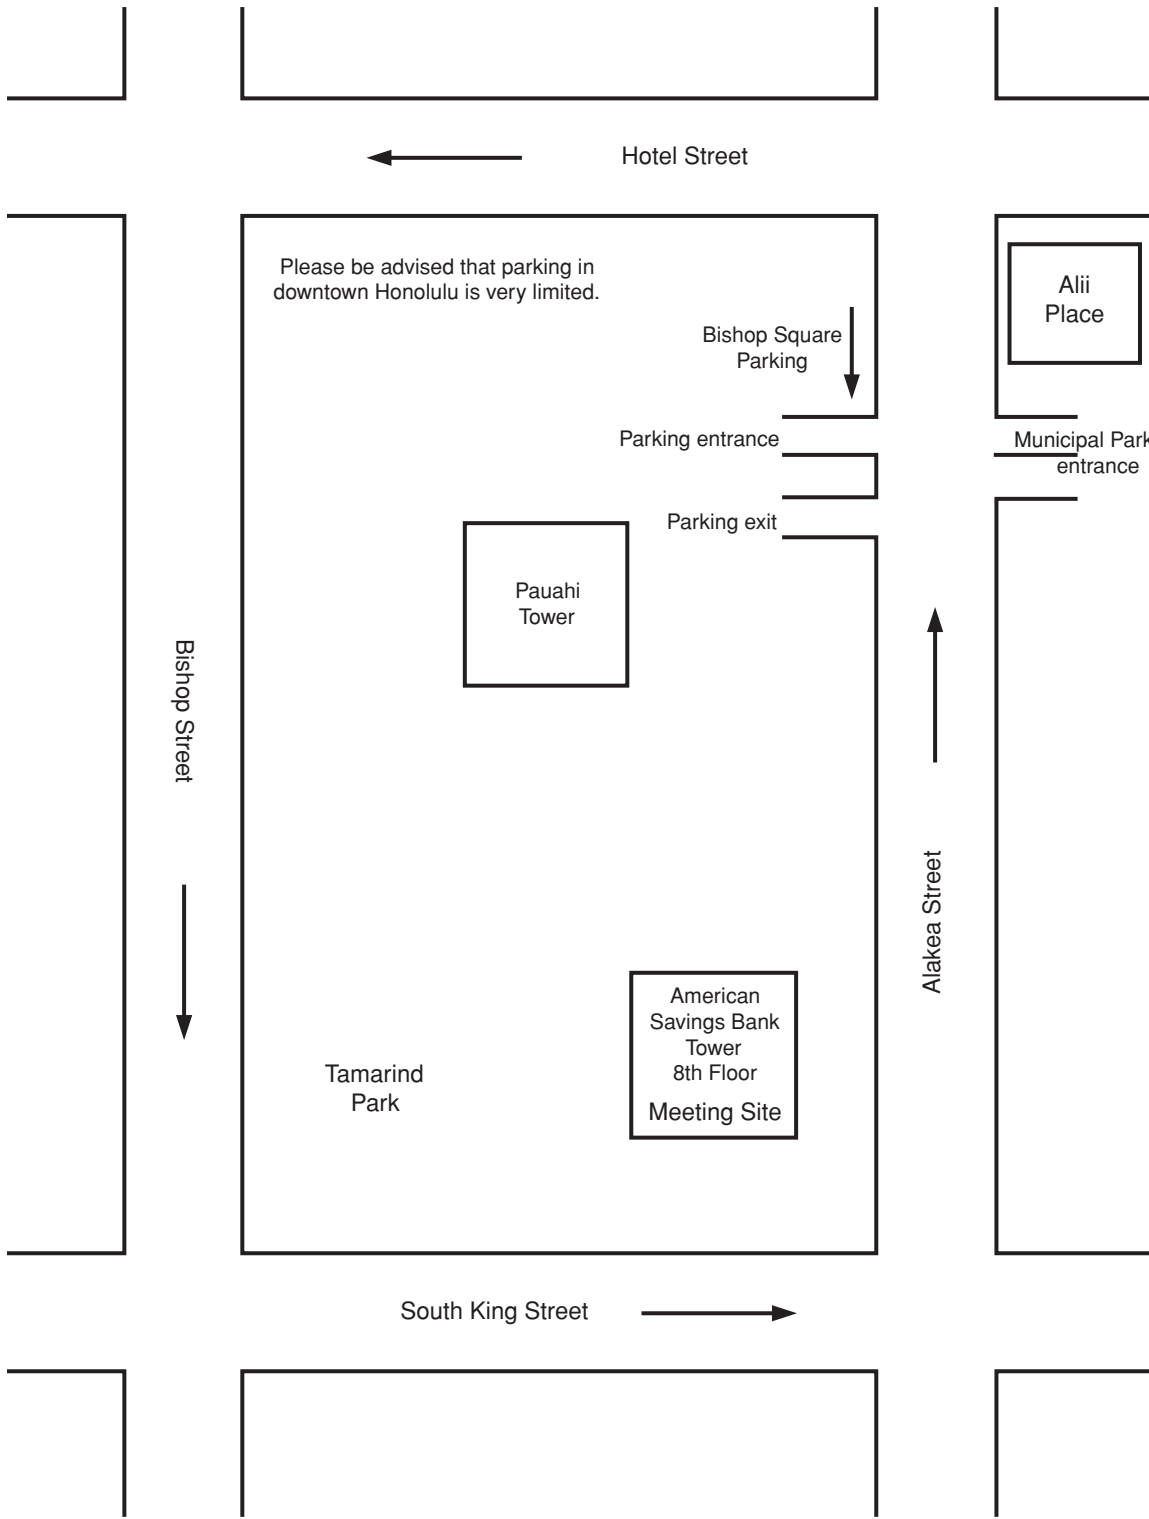 Hotel Street
Please be advised that parking in
downtown Honolulu is very limited.
Alii
Place
Bishop Square
Parking
Parking entrance
Municipal
entrance
Parking exit
Pauahi
Tower
Bishop Street
Alakea Street
American
Savings Bank
Tower
8th Floor
Meeting Site
Tamarind
Park
South King Street